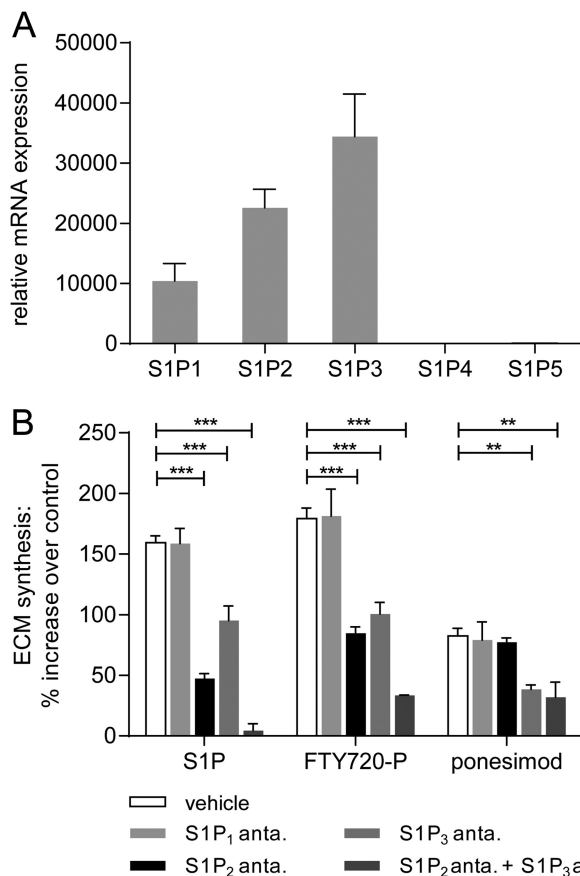 A
relative mRNA expression
50000
40000
30000
20000
10000
0
S1P1 S1P2 S1P3 S1P4 S1P5
B
ECM synthesis:
% increase over control
250
200
150
100
50
0
*** *** **
*** *** **
*** ***
S1P FTY720-P ponesimod
vehicle
S1P₁ anta. S1P₃ anta.
S1P₂ anta. S1P₂ anta. + S1P₃a